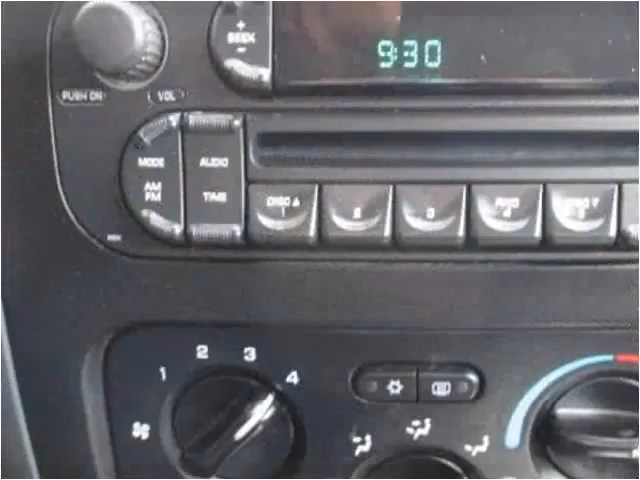 +
SEEK
-
9:30
PUSH ON VOL
MODE AUDIO
AM
FM
TIME
DISC
1 2 3 4 5
1 2 3 4